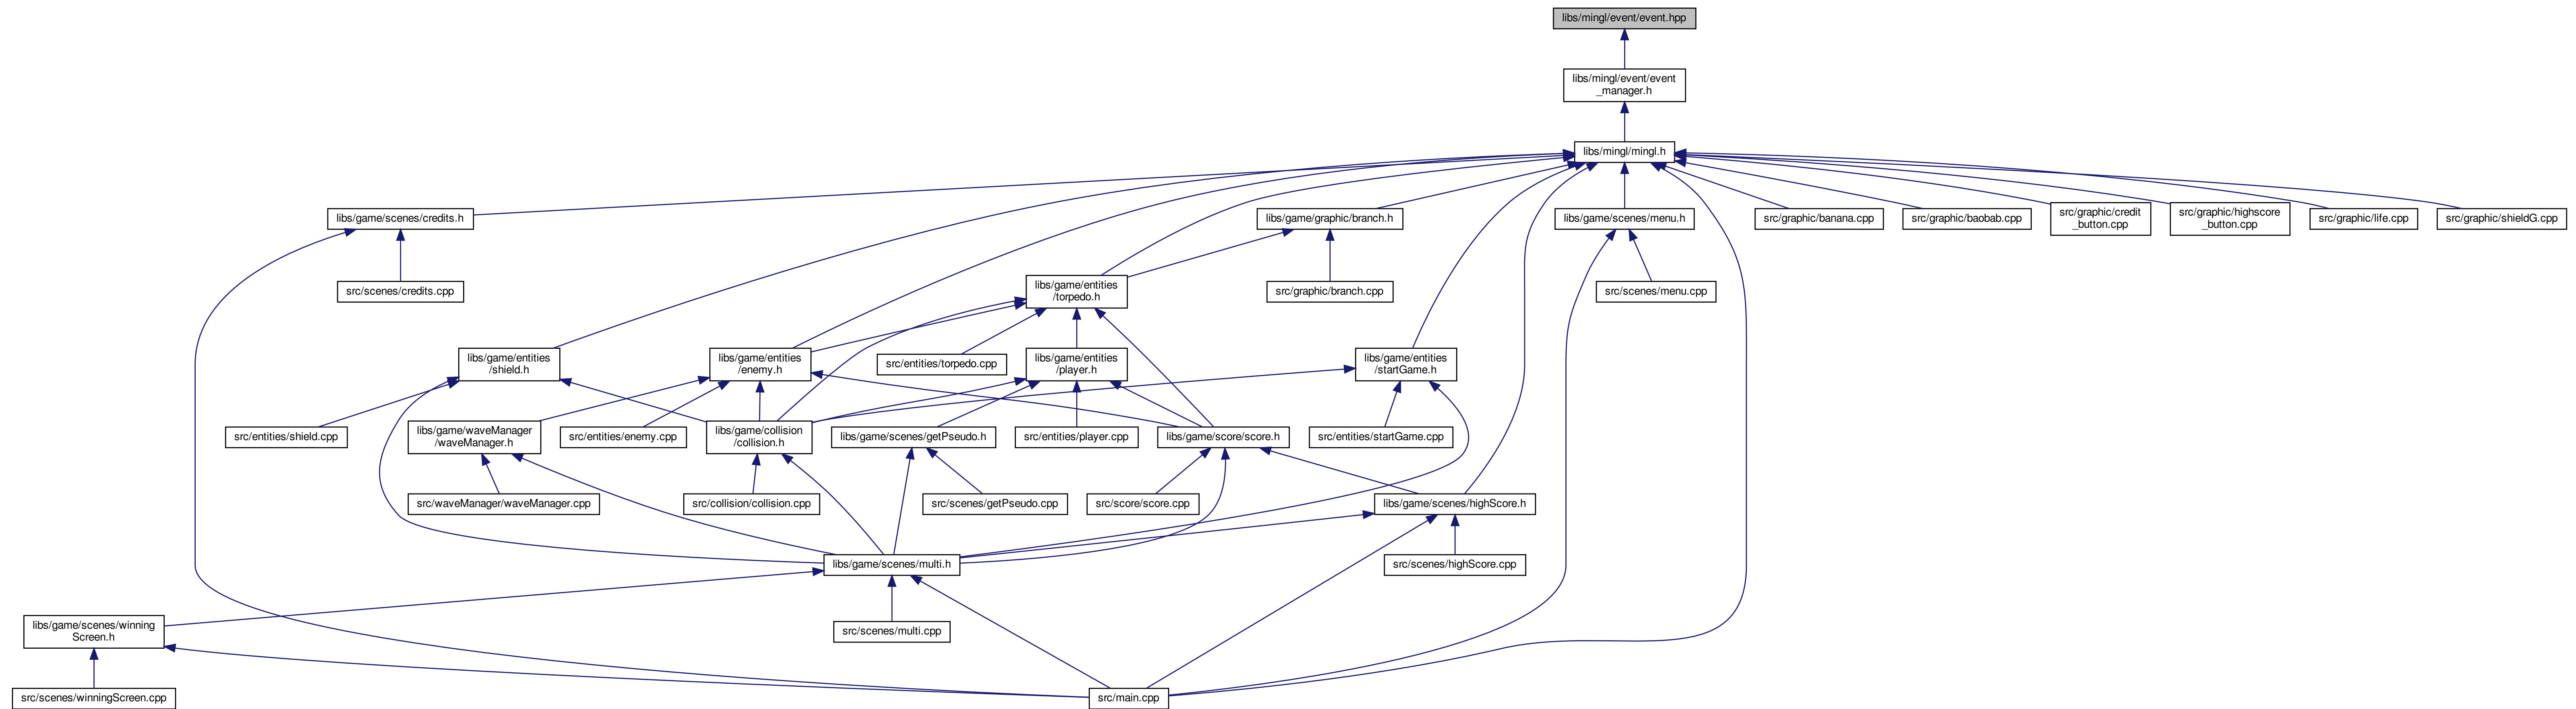 libs/mingl/event/event.hpp
libs/mingl/event/event
_manager.h
libs/mingl/mingl.h
libs/game/scenes/credits.h
libs/game/graphic/branch.h
libs/game/scenes/menu.h
src/graphic/banana.cpp
src/graphic/baobab.cpp
src/graphic/credit
_button.cpp
src/graphic/highscore
_button.cpp
src/graphic/life.cpp
src/graphic/shieldG.cpp
src/scenes/credits.cpp
libs/game/entities
/torpedo.h
src/graphic/branch.cpp
src/scenes/menu.cpp
libs/game/entities
/shield.h
libs/game/entities
/enemy.h
src/entities/torpedo.cpp
libs/game/entities
/player.h
libs/game/entities
/startGame.h
src/entities/shield.cpp
libs/game/waveManager
/waveManager.h
src/entities/enemy.cpp
libs/game/collision
/collision.h
libs/game/scenes/getPseudo.h
src/entities/player.cpp
libs/game/score/score.h
src/entities/startGame.cpp
src/waveManager/waveManager.cpp
src/collision/collision.cpp
src/scenes/getPseudo.cpp
src/score/score.cpp
libs/game/scenes/highScore.h
libs/game/scenes/multi.h
src/scenes/highScore.cpp
libs/game/scenes/winning
Screen.h
src/scenes/multi.cpp
src/scenes/winningScreen.cpp
src/main.cpp